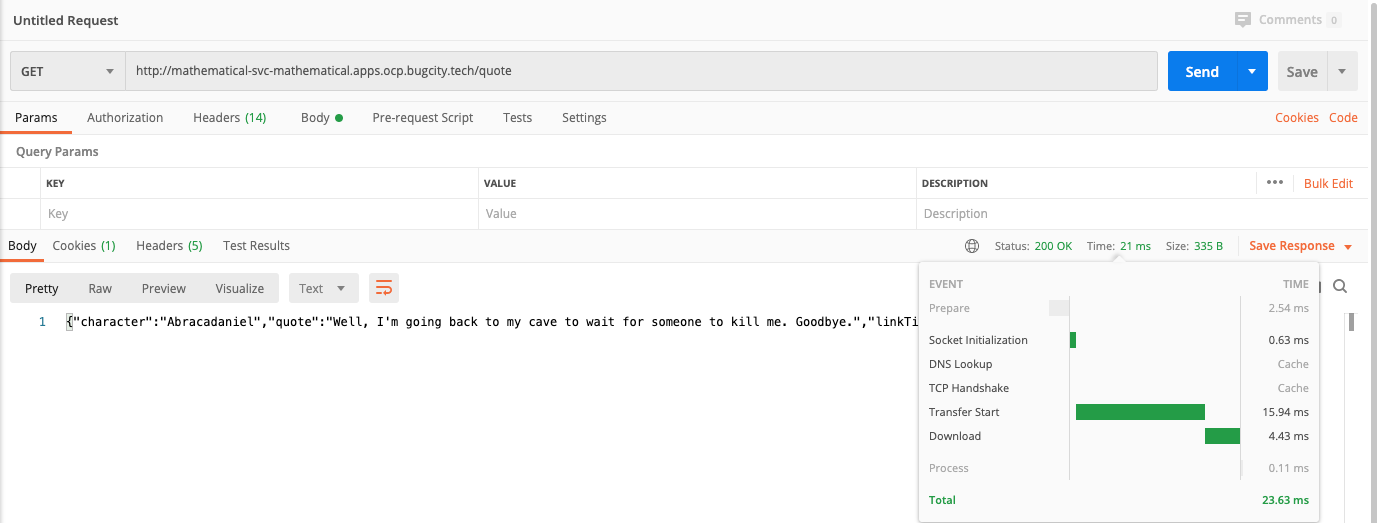 Untitled Request Comments 0
GET http://mathematical-svc-mathematical.apps.ocp.bugcity.tech/quote Send Save
Params Authorization Headers (14) Body Pre-request Script Tests Settings Cookies Code
Query Params
KEY VALUE DESCRIPTION ••• Bulk Edit
Key Value Description
Body Cookies (1) Headers (5) Test Results Status: 200 OK Time: 21 ms Size: 335 B Save Response
Pretty Raw Preview Visualize Text
1 {"character":"Abracadaniel","quote":"Well, I'm going back to my cave to wait for someone to kill me. Goodbye.","linkTi
EVENT TIME
Prepare 2.54 ms
Socket Initialization 0.63 ms
DNS Lookup Cache
TCP Handshake Cache
Transfer Start 15.94 ms
Download 4.43 ms
Process 0.11 ms
Total 23.63 ms